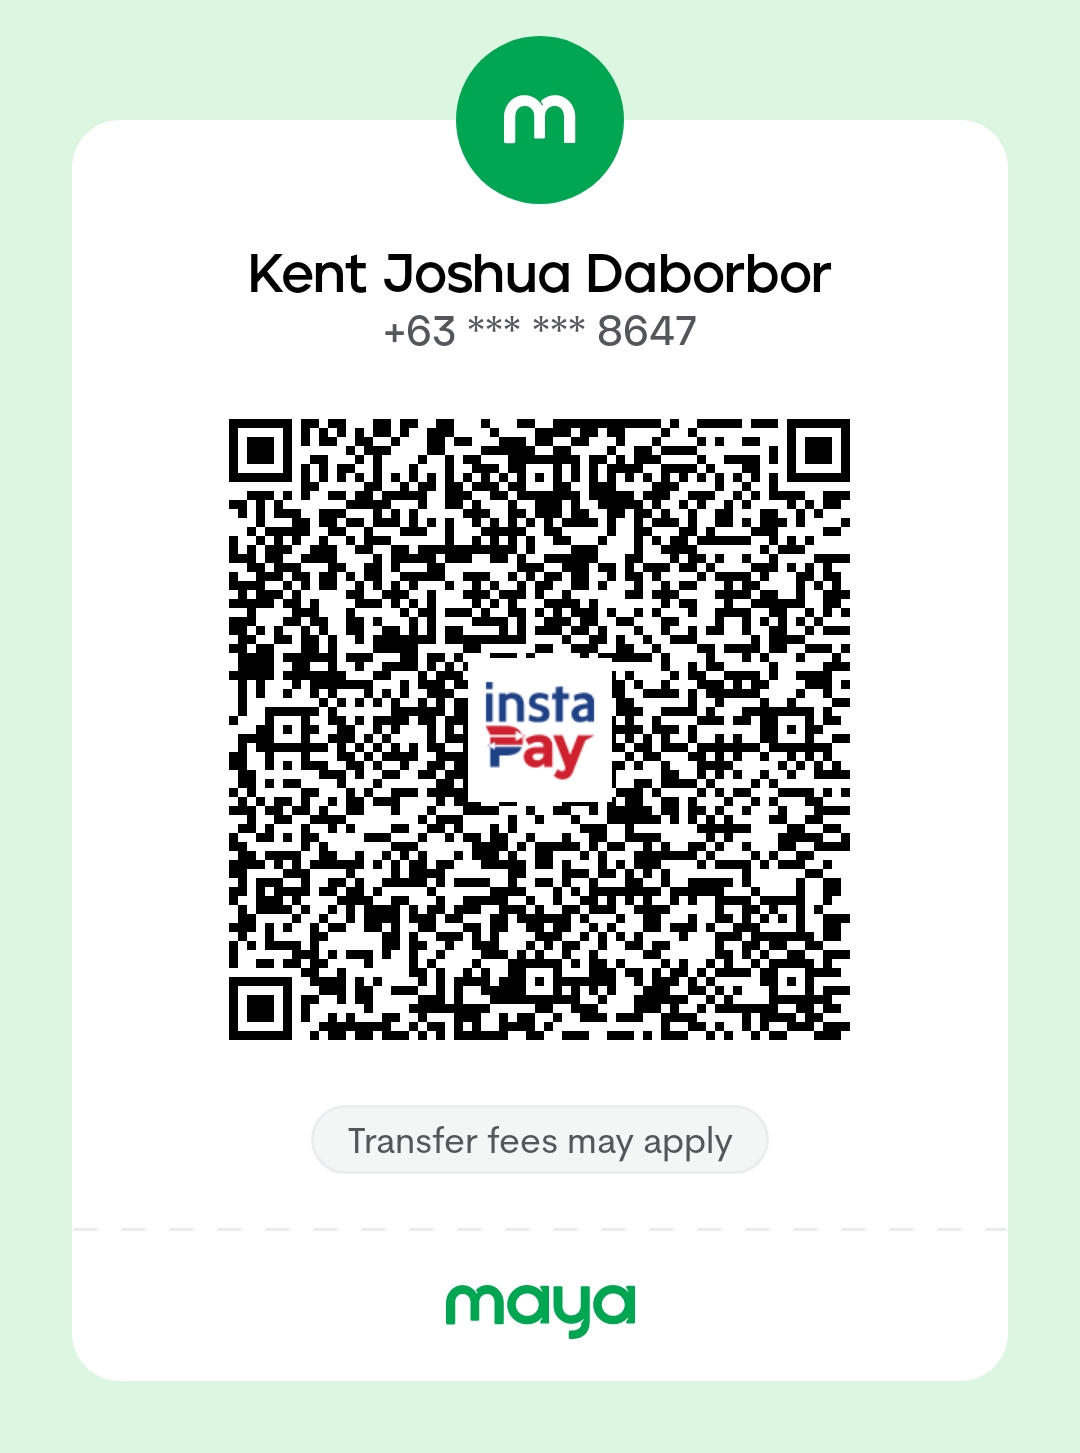 m
Kent Joshua Daborbor
+63 *** *** 8647
insta
Pay
Transfer fees may apply
maya